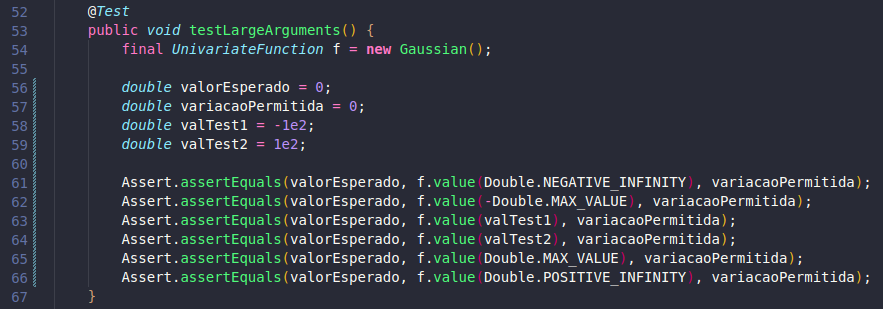 52 @Test
53 public void testLargeArguments() {
54 final UnivariateFunction f = new Gaussian();
55
56 double valorEsperado = 0;
57 double variacaoPermitida = 0;
58 double valTest1 = -1e2;
59 double valTest2 = 1e2;
60
61 Assert.assertEquals(valorEsperado, f.value(Double.NEGATIVE_INFINITY), variacaoPermitida);
62 Assert.assertEquals(valorEsperado, f.value(-Double.MAX_VALUE), variacaoPermitida);
63 Assert.assertEquals(valorEsperado, f.value(valTest1), variacaoPermitida);
64 Assert.assertEquals(valorEsperado, f.value(valTest2), variacaoPermitida);
65 Assert.assertEquals(valorEsperado, f.value(Double.MAX_VALUE), variacaoPermitida);
66 Assert.assertEquals(valorEsperado, f.value(Double.POSITIVE_INFINITY), variacaoPermitida);
67 }